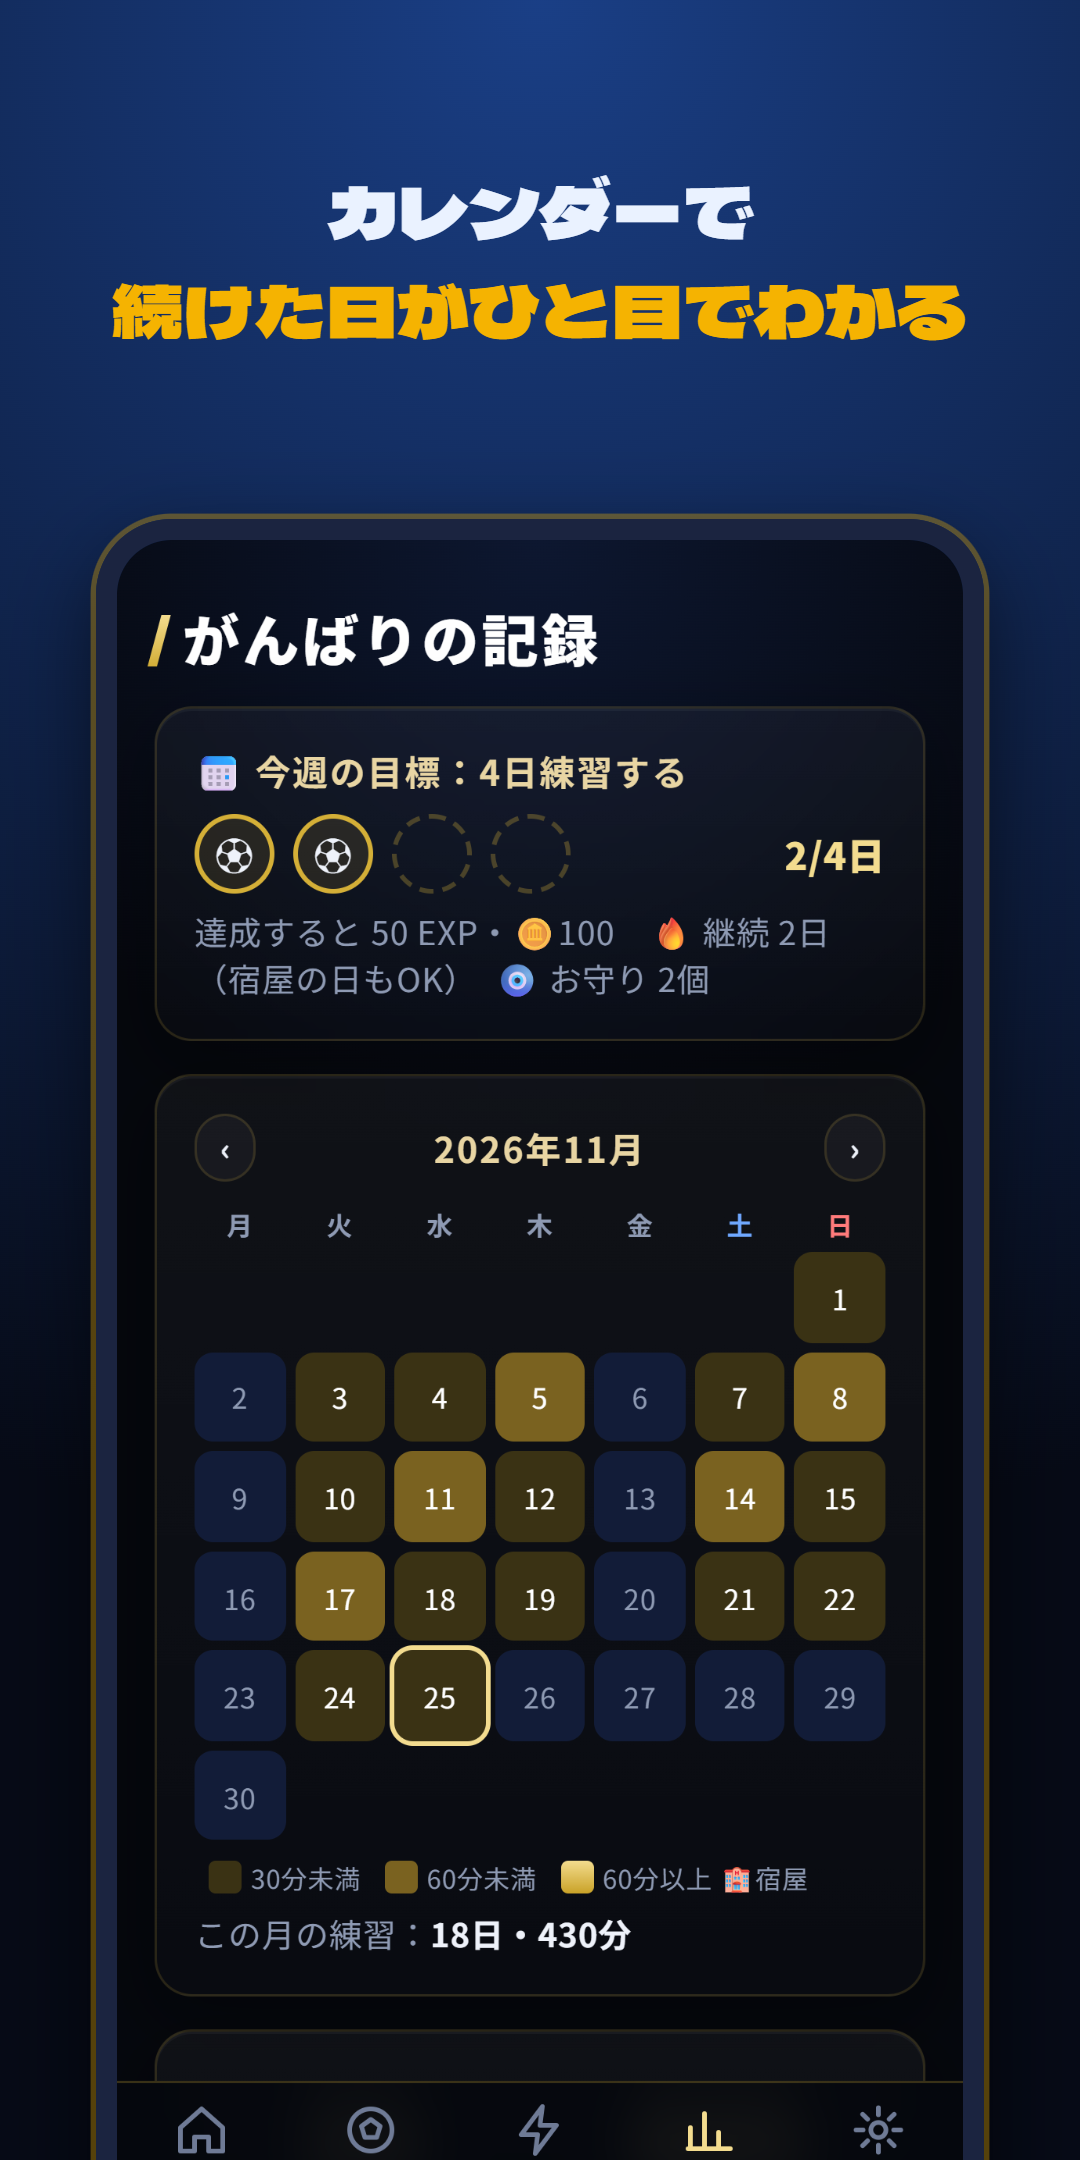 カレンダーで
続けた日がひと目でわかる
がんばりの記録
今週の目標：4日練習する
2/4日
達成すると 50 EXP・100 継続 2日
（宿屋の日もOK） お守り 2個
‹ 2026年11月 ›
月 火 水 木 金 土 日
1
2 3 4 5 6 7 8
9 10 11 12 13 14 15
16 17 18 19 20 21 22
23 24 25 26 27 28 29
30
30分未満 60分未満 60分以上 宿屋
この月の練習：18日・430分